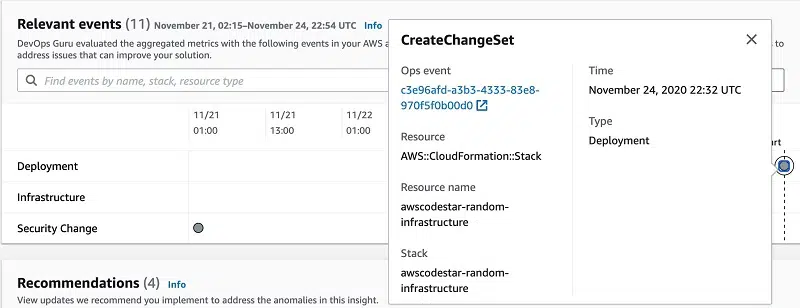 Relevant events (11) November 21, 02:15–November 24, 22:54 UTC Info
DevOps Guru evaluated the aggregated metrics with the following events in your AWS a
s to
address issues that can improve your solution.
Find events by name, stack, resource type
11/21
01:00
11/21
13:00
11/22
01:00
Deployment
Infrastructure
Security Change
CreateChangeSet
Ops event
c3e96afd-a3b3-4333-83e8-
970f5f0b00d0
Resource
AWS::CloudFormation::Stack
Resource name
awscodestar-random-
infrastructure
Stack
awscodestar-random-
infrastructure
Time
November 24, 2020 22:32 UTC
Type
Deployment
art
Recommendations (4) Info
View updates we recommend you implement to address the anomalies in this insight.